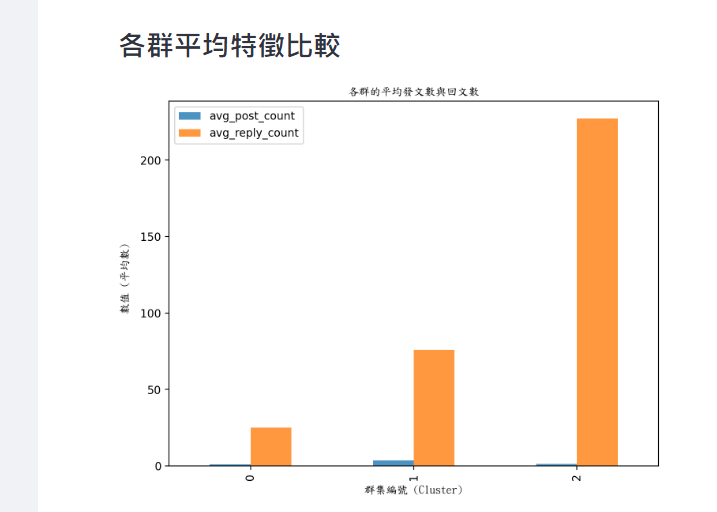 各群平均特徵比較
各群的平均發文數與回文數
avg_post_count
avg_reply_count
200
150
100
50
0
數值 (平均數)
0
1
2
群集編號 (Cluster)